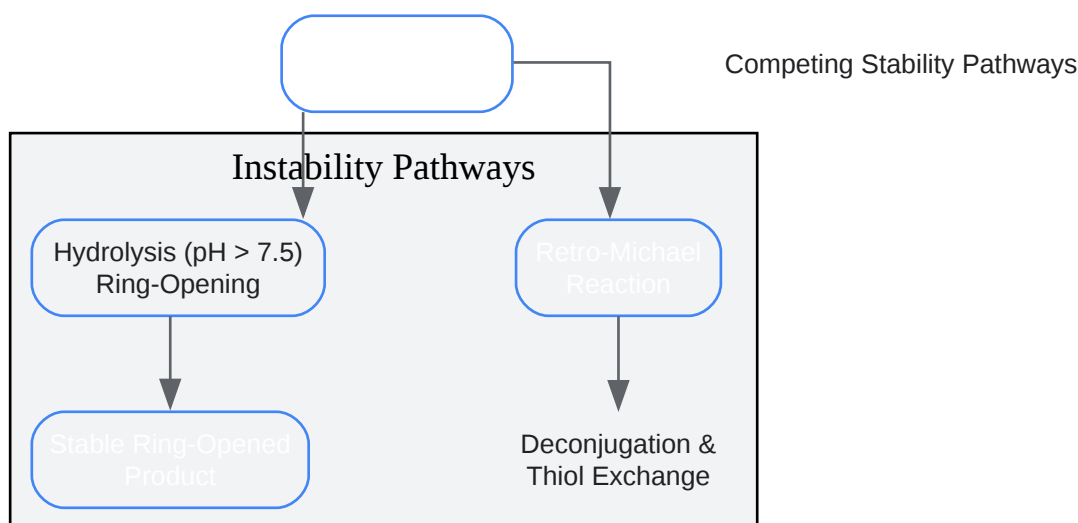 Competing Stability Pathways
Instability Pathways
Hydrolysis (pH > 7.5)
Ring-Opening
Retro-Michael
Reaction
Stable Ring-Opened
Product
Deconjugation &
Thiol Exchange